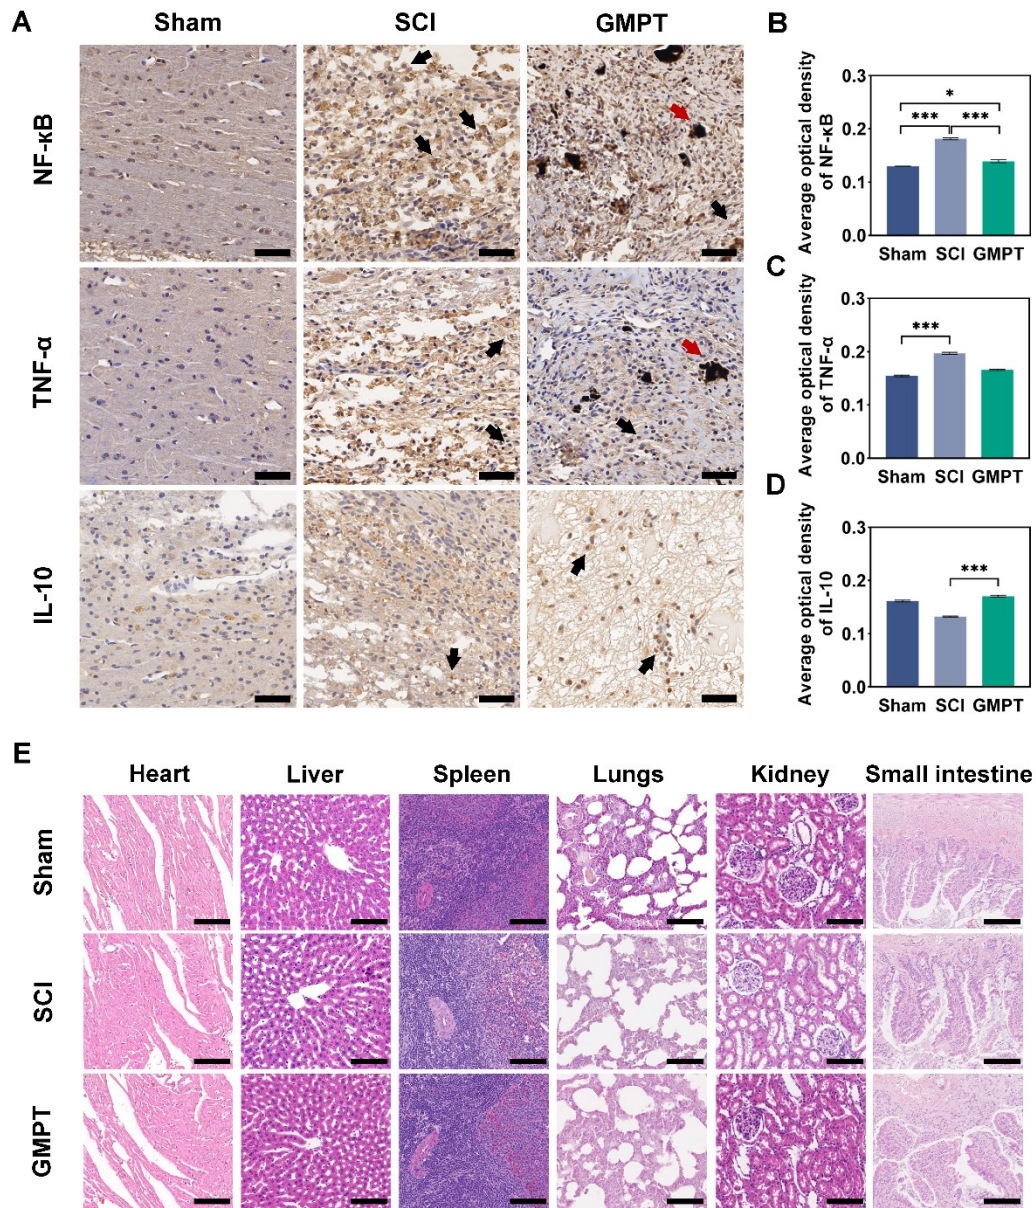 A
Sham
SCI
GMPT
NF-κB
TNF-α
IL-10
B
Average optical density
of NF-κB
0.3
0.2
0.1
0.0
*
***
***
Sham SCI GMPT
C
Average optical density
of TNF-α
0.3
0.2
0.1
0.0
***
Sham SCI GMPT
D
Average optical density
of IL-10
0.3
0.2
0.1
0.0
***
Sham SCI GMPT
E
Heart
Liver
Spleen
Lungs
Kidney
Small intestine
Sham
SCI
GMPT